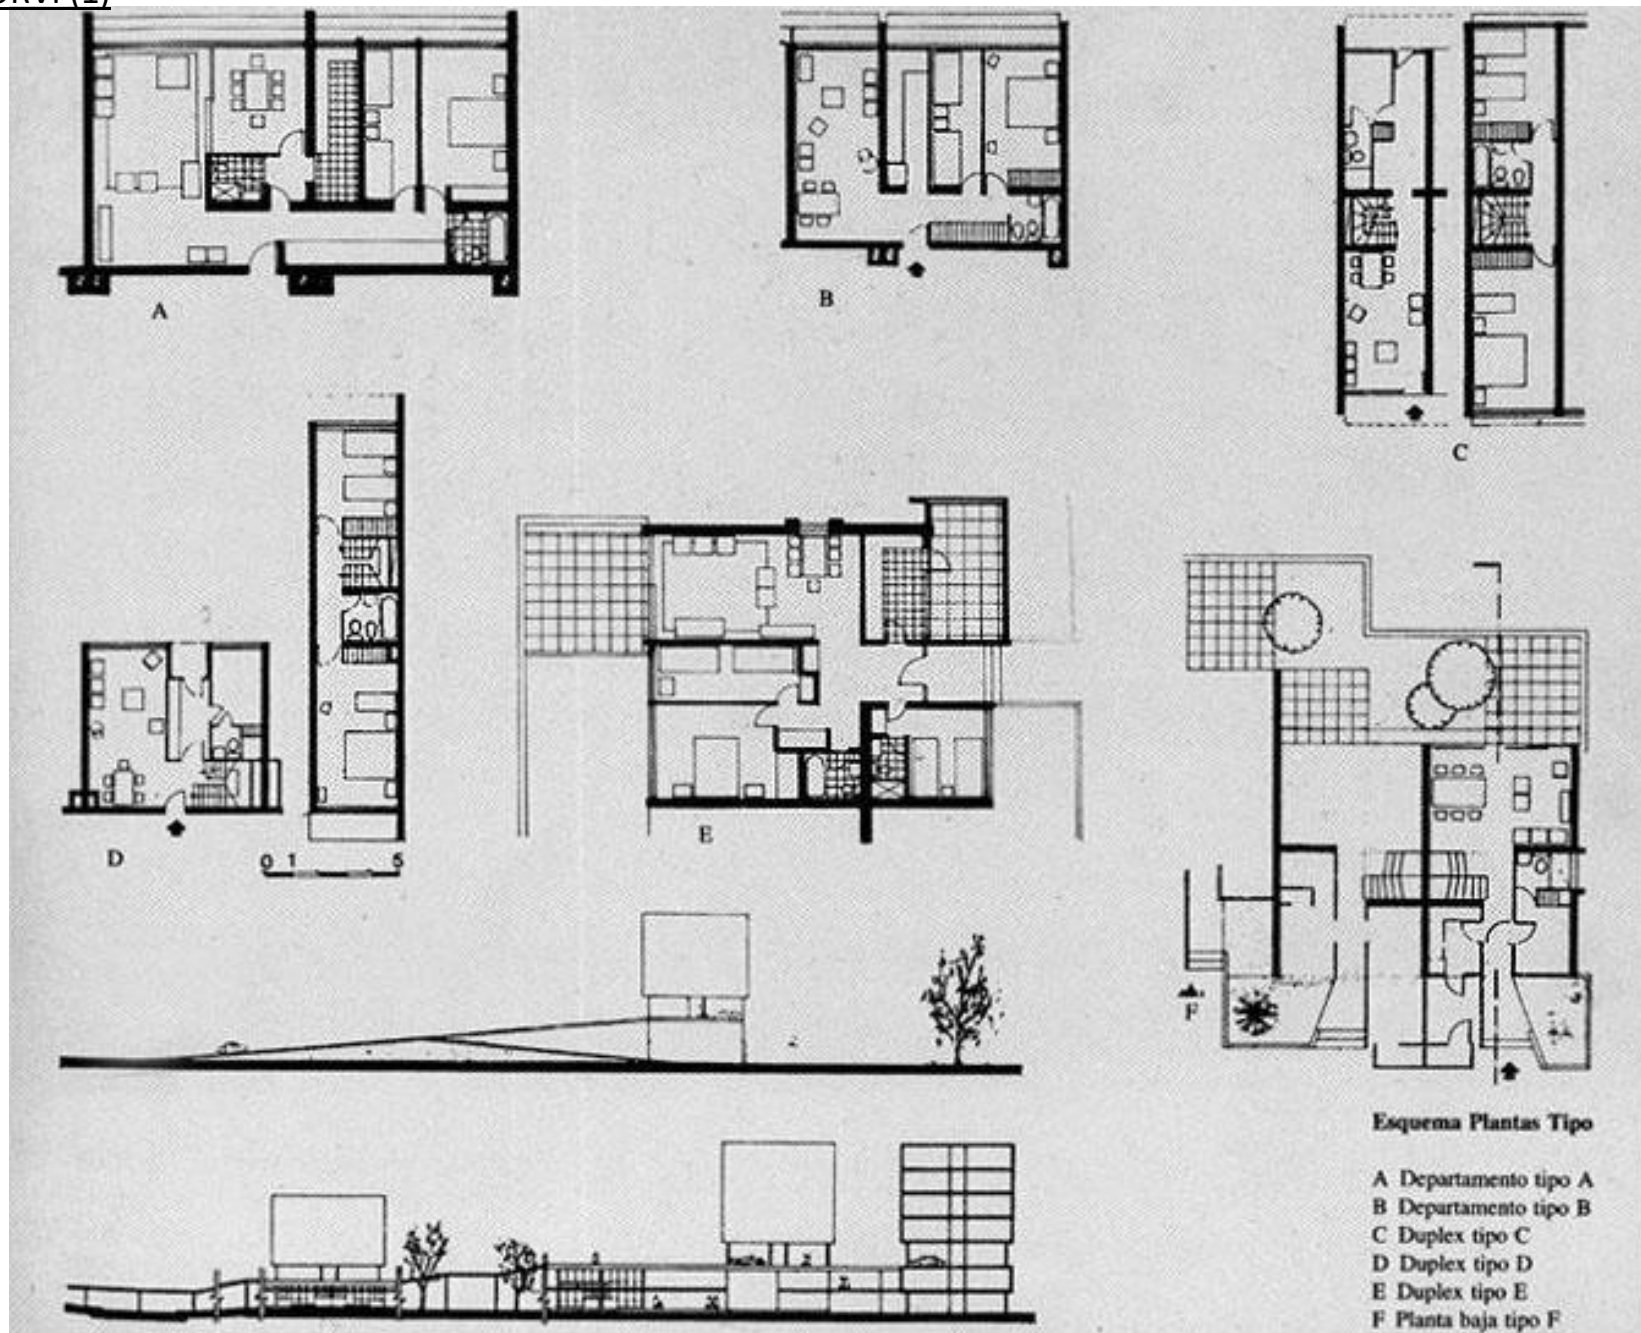 A
B
C
D
0 1 5
E
F
Esquema Plantas Tipo
A Departamento tipo A
B Departamento tipo B
C Duplex tipo C
D Duplex tipo D
E Duplex tipo E
F Planta baja tipo F